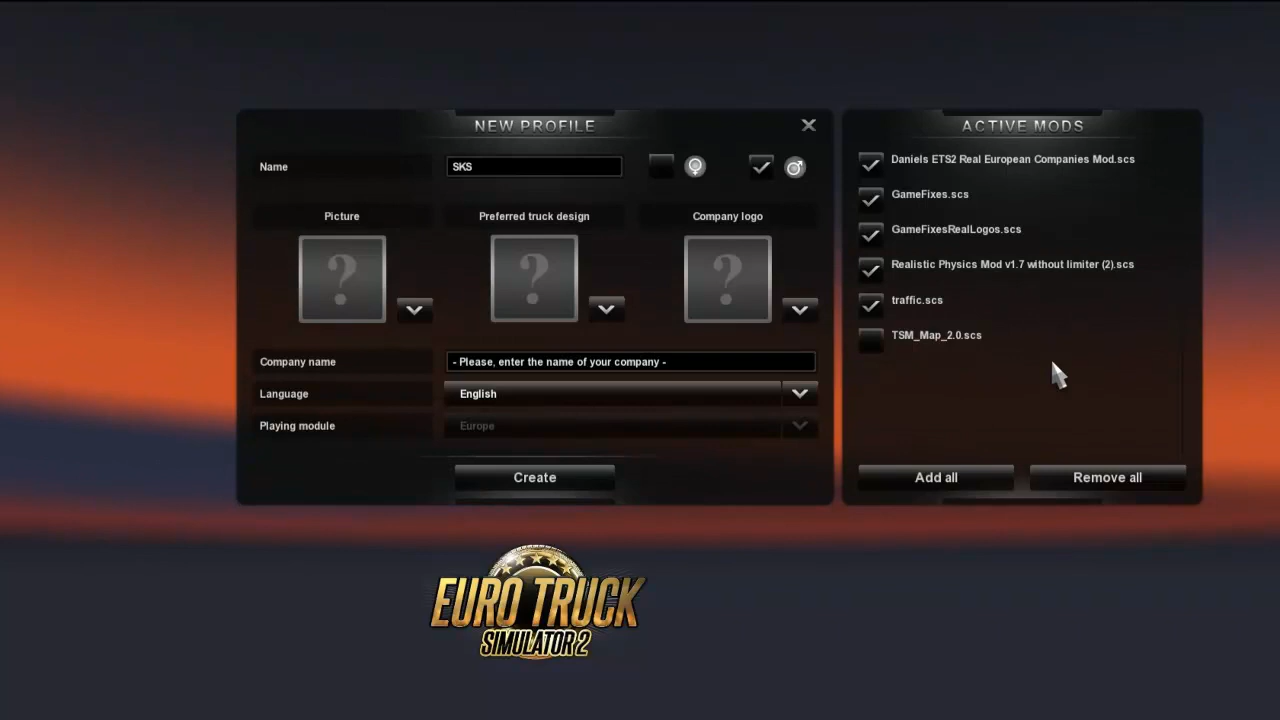 NEW PROFILE
Name
SKS
Picture
Preferred truck design
Company logo
?
?
?
Company name
- Please, enter the name of your company -
Language
English
Playing module
Europe
Create
ACTIVE MODS
Daniels ETS2 Real European Companies Mod.scs
GameFixes.scs
GameFixesRealLogos.scs
Realistic Physics Mod v1.7 without limiter (2).scs
traffic.scs
TSM_Map_2.0.scs
Add all
Remove all
EURO TRUCK
SIMULATOR 2